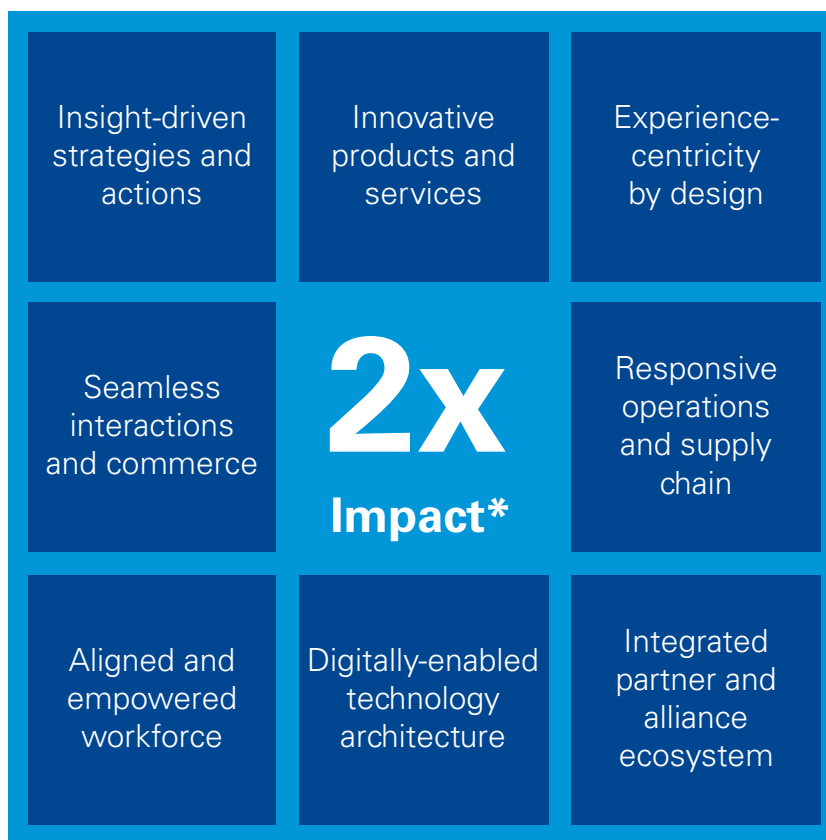 Insight-driven
strategies and
actions
Innovative
products and
services
Experience-
centricity
by design
Seamless
interactions
and commerce
2x
Impact*
Responsive
operations
and supply
chain
Aligned and
empowered
workforce
Digitally-enabled
technology
architecture
Integrated
partner and
alliance
ecosystem